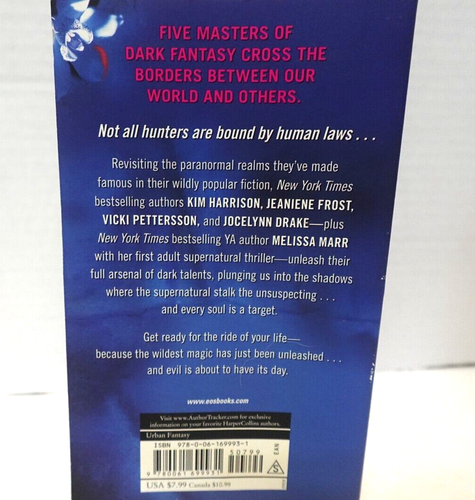 FIVE MASTERS OF
DARK FANTASY CROSS THE
BORDERS BETWEEN OUR
WORLD AND OTHERS.
Not all hunters are bound by human laws . . .
Revisiting the paranormal realms they've made
famous in their wildly popular fiction, New York Times
bestselling authors KIM HARRISON, JEANIENE FROST,
VICKI PETTERSSON, and JOCELYNN DRAKE—plus
New York Times bestselling YA author MELISSA MARR
with her first adult supernatural thriller—unleash their
full arsenal of dark talents, plunging us into the shadows
where the supernatural stalk the unsuspecting . . .
and every soul is a target.
Get ready for the ride of your life—
because the wildest magic has just been unleashed . . .
and evil is about to have its day.
www.eosbooks.com
Visit www.AuthorTracker.com for exclusive
information on your favorite HarperCollins authors.
Urban Fantasy
ISBN 978-0-06-169993-1
50799
EAN
S
9 780061 699931
USA $7.99 Canada $10.99